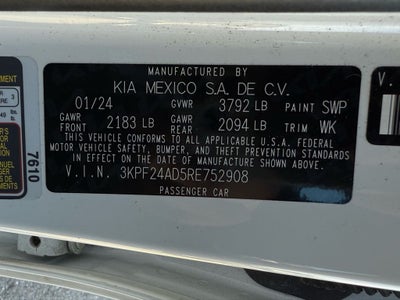 MANUFACTURED BY
KIA MEXICO S.A. DE C.V.
01/24 GVWR 3792 LB PAINT SWP
GAWR FRONT 2183 LB GAWR REAR 2094 LB TRIM WK
THIS VEHICLE CONFORMS TO ALL APPLICABLE U.S.A. FEDERAL
MOTOR VEHICLE SAFETY, BUMPER, AND THEFT PREVENTION STANDARDS
IN EFFECT ON THE DATE OF MANUFACTURE SHOWN ABOVE.
V.I.N. 3KPF24AD5RE752908
PASSENGER CAR
7610
V.